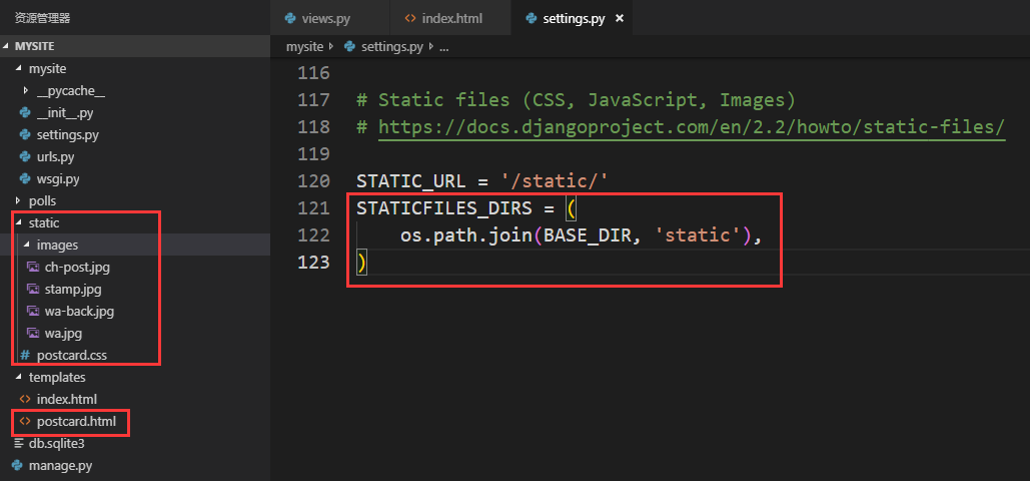 资源管理器
MYSITE
mysite
__pycache__
__init__.py
settings.py
urls.py
wsgi.py
polls
static
images
ch-post.jpg
stamp.jpg
wa-back.jpg
wa.jpg
# postcard.css
templates
<> index.html
<> postcard.html
db.sqlite3
manage.py
views.py <> index.html settings.py ×
mysite settings.py ...
116
117 # Static files (CSS, JavaScript, Images)
118 # https://docs.djangoproject.com/en/2.2/howto/static-files/
119
120 STATIC_URL = '/static/'
121 STATICFILES_DIRS = (
122 os.path.join(BASE_DIR, 'static'),
123 )